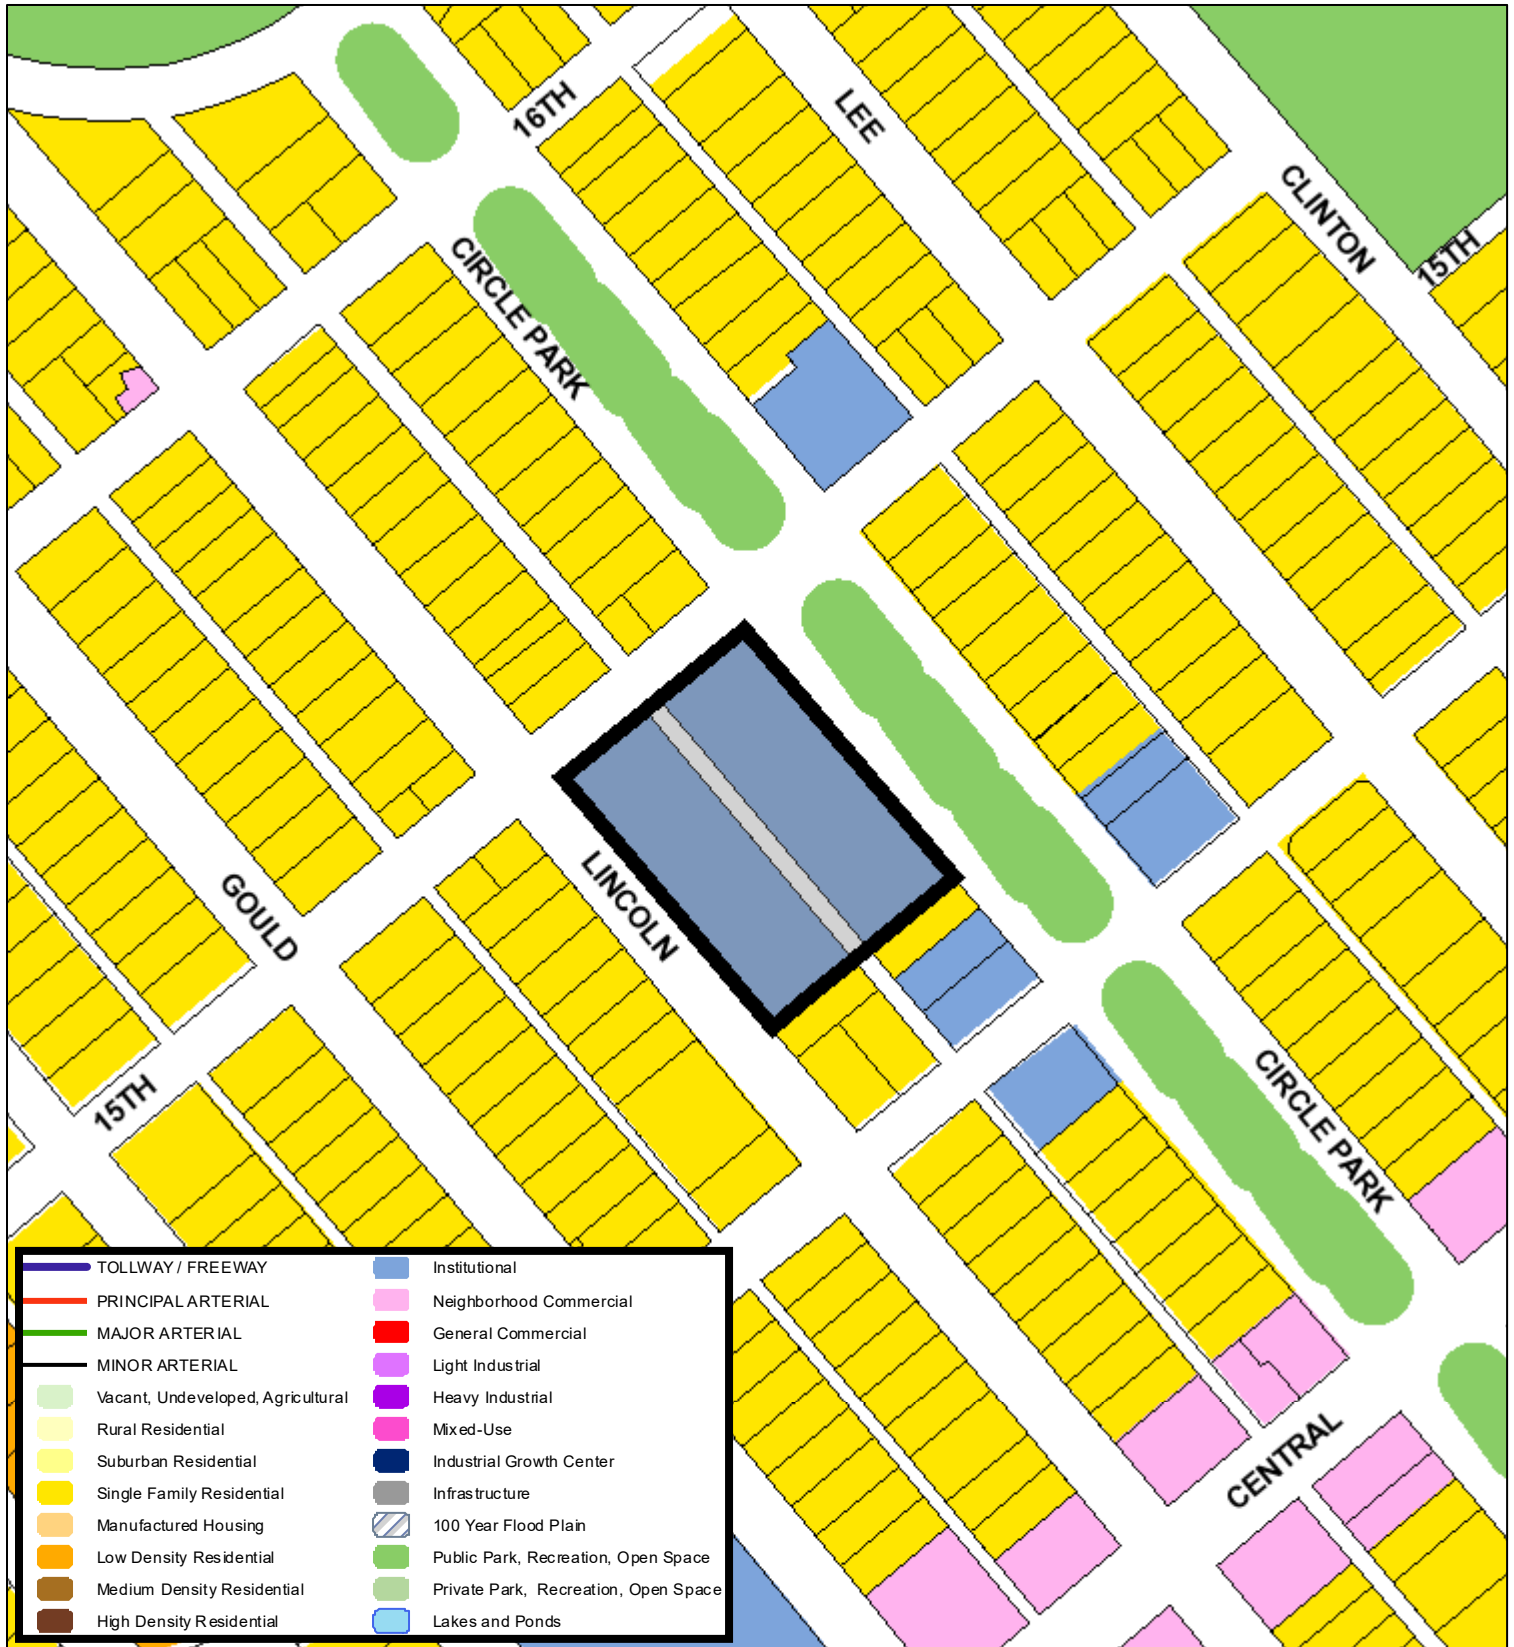 16TH
LEE
CLINTON
15TH
CIRCLE PARK
LINCOLN
GOULD
15TH
CIRCLE PARK
CENTRAL
TOLLWAY / FREEWAY
PRINCIPAL ARTERIAL
MAJOR ARTERIAL
MINOR ARTERIAL
Vacant, Undeveloped, Agricultural
Rural Residential
Suburban Residential
Single Family Residential
Manufactured Housing
Low Density Residential
Medium Density Residential
High Density Residential
Institutional
Neighborhood Commercial
General Commercial
Light Industrial
Heavy Industrial
Mixed-Use
Industrial Growth Center
Infrastructure
100 Year Flood Plain
Public Park, Recreation, Open Space
Private Park, Recreation, Open Space
Lakes and Ponds